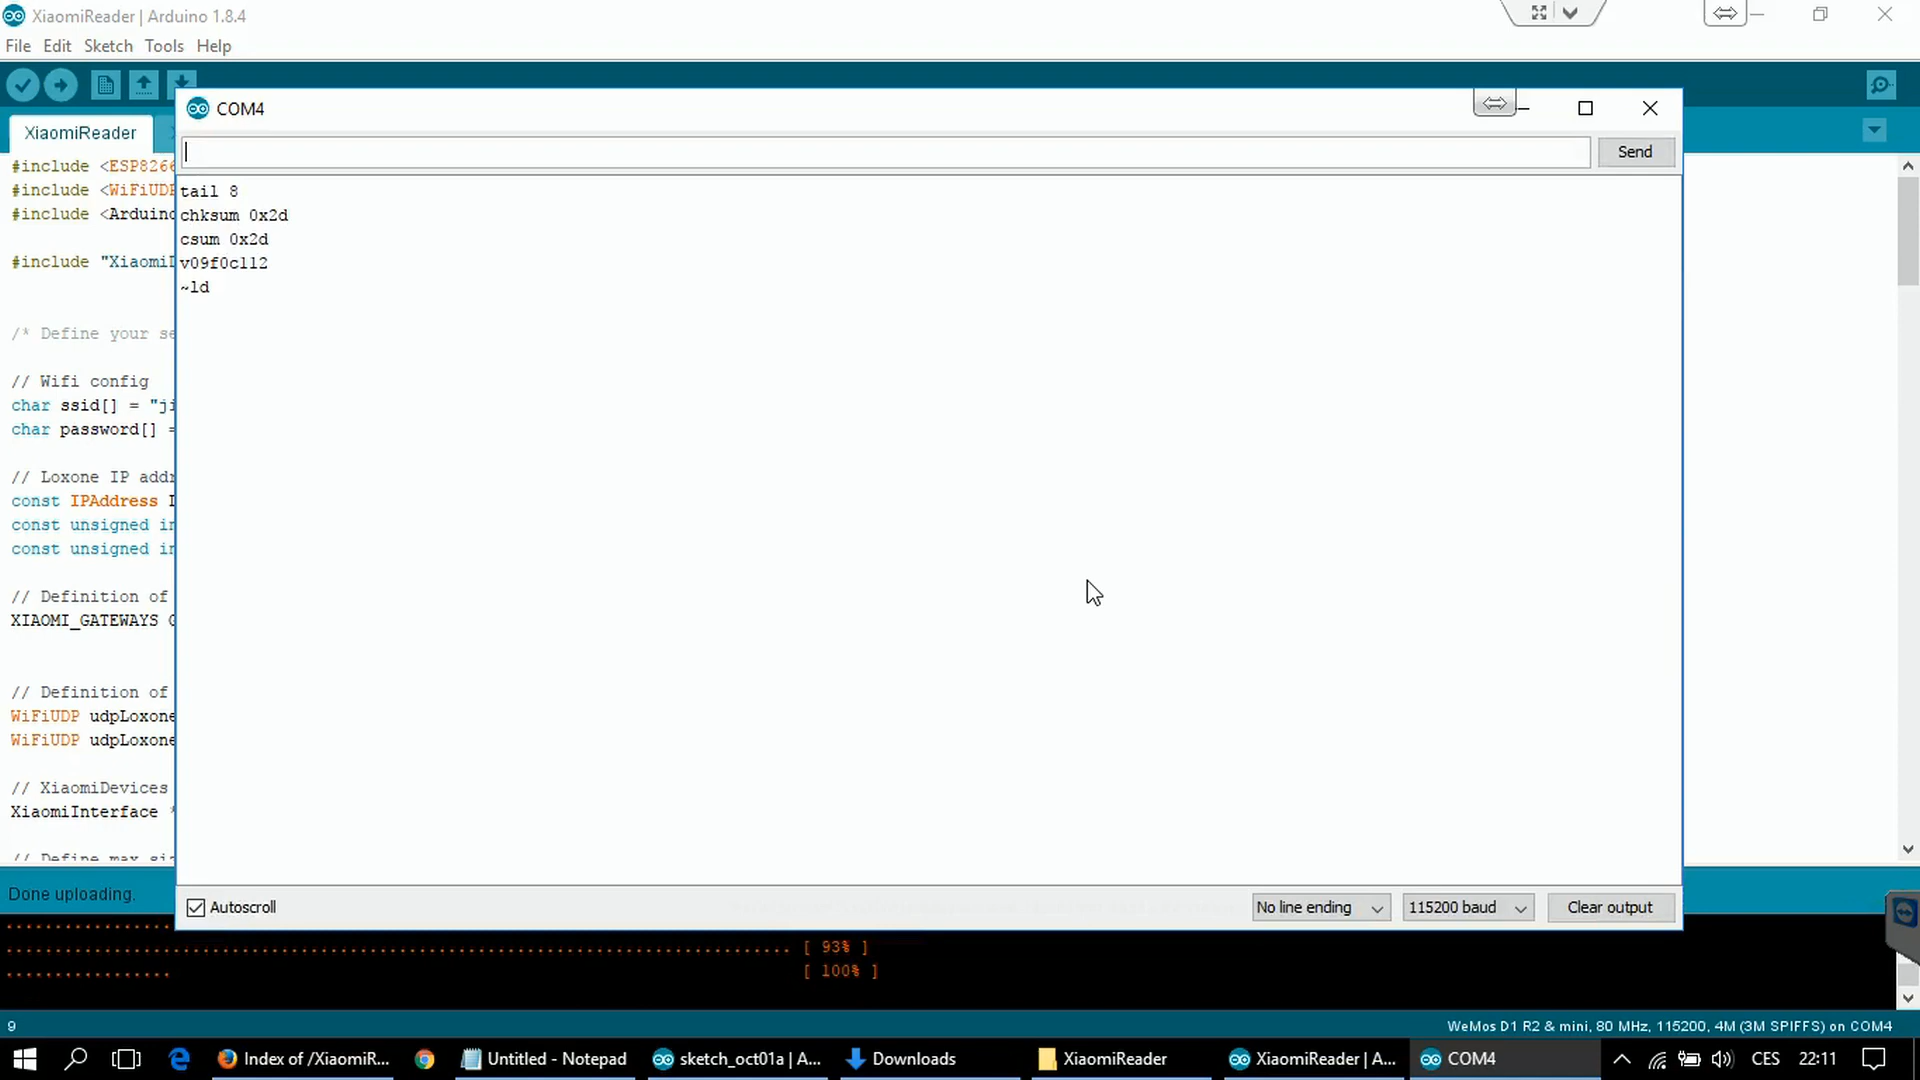 XiaomiReader | Arduino 1.8.4
File Edit Sketch Tools Help
COM4
XiaomiReader
Send
#include <ESP8266
#include <WiFiUDP
#include <Arduino
#include "XiaomiD
tail 8
chksum 0x2d
csum 0x2d
v09f0c112
~ld
/* Define your se
// Wifi config
char ssid[] = "ji
char password[] =
// Loxone IP addr
const IPAddress
const unsigned in
const unsigned in
// Definition of
XIAOMI_GATEWAYS
// Definition of
WiFiUDP udpLoxone
WiFiUDP udpLoxone
// XiaomiDevices
XiaomiInterface *
// Define max siz
Autoscroll
No line ending
115200 baud
Clear output
Done uploading.
................................................................................ [ 93% ]
................. [ 100% ]
9
WeMos D1 R2 & mini, 80 MHz, 115200, 4M (3M SPIFFS) on COM4
Index of /XiaomiR...
Untitled - Notepad
sketch_oct01a | A...
Downloads
XiaomiReader
XiaomiReader | A...
COM4
CES
22:11